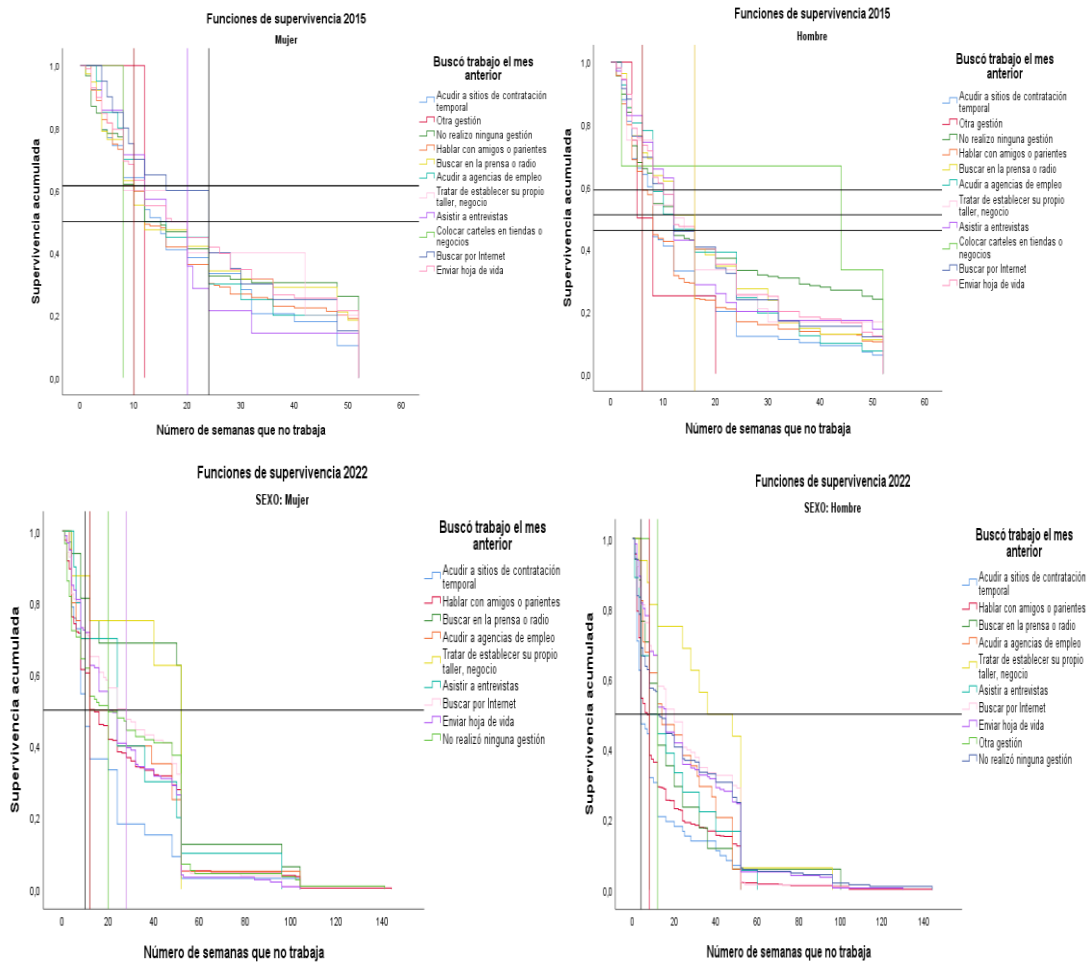 Funciones de supervivencia 2015
Mujer
Supervivencia acumulada
1,0
0,8
0,6
0,4
0,2
0,0
0 10 20 30 40 50 60
Número de semanas que no trabaja
Buscó trabajo el mes
anterior
Acudir a sitios de contratación
temporal
Otra gestión
No realizo ninguna gestión
Hablar con amigos o parientes
Buscar en la prensa o radio
Acudir a agencias de empleo
Tratar de establecer su propio
taller, negocio
Asistir a entrevistas
Colocar carteles en tiendas o
negocios
Buscar por Internet
Enviar hoja de vida
Funciones de supervivencia 2015
Hombre
Supervivencia acumulada
1,0
0,8
0,6
0,4
0,2
0,0
0 10 20 30 40 50 60
Número de semanas que no trabaja
Buscó trabajo el mes
anterior
Acudir a sitios de contratación
temporal
Otra gestión
No realizo ninguna gestión
Hablar con amigos o parientes
Buscar en la prensa o radio
Acudir a agencias de empleo
Tratar de establecer su propio
taller, negocio
Asistir a entrevistas
Colocar carteles en tiendas o
negocios
Buscar por Internet
Enviar hoja de vida
Funciones de supervivencia 2022
SEXO: Mujer
Supervivencia acumulada
1,0
0,8
0,6
0,4
0,2
0,0
0 20 40 60 80 100 120 140
Número de semanas que no trabaja
Buscó trabajo el mes
anterior
Acudir a sitios de contratación
temporal
Hablar con amigos o parientes
Buscar en la prensa o radio
Acudir a agencias de empleo
Tratar de establecer su propio
taller, negocio
Asistir a entrevistas
Buscar por Internet
Enviar hoja de vida
No realizó ninguna gestión
Funciones de supervivencia 2022
SEXO: Hombre
Supervivencia acumulada
1,0
0,8
0,6
0,4
0,2
0,0
0 20 40 60 80 100 120 140
Número de semanas que no trabaja
Buscó trabajo el mes
anterior
Acudir a sitios de contratación
temporal
Hablar con amigos o parientes
Buscar en la prensa o radio
Acudir a agencias de empleo
Tratar de establecer su propio
taller, negocio
Asistir a entrevistas
Buscar por Internet
Enviar hoja de vida
Otra gestión
No realizó ninguna gestión